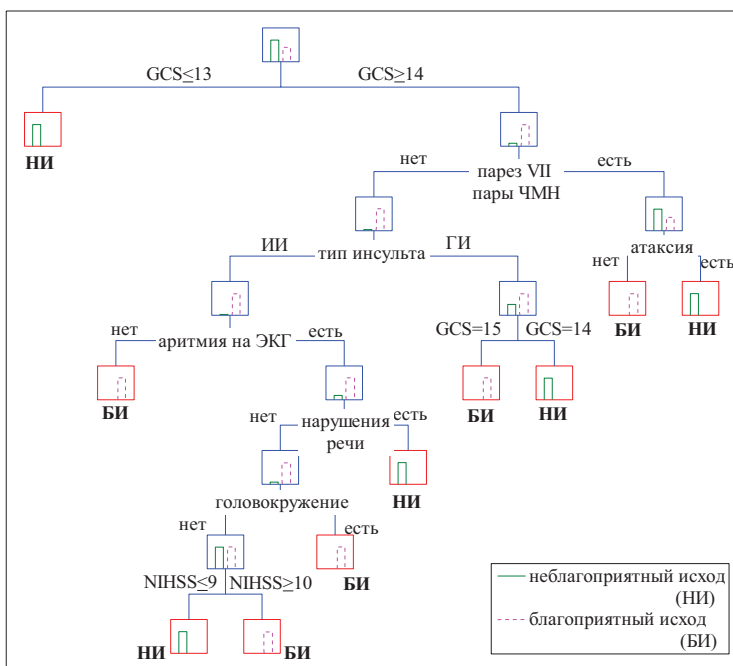 GCS≤13 GCS≥14
НИ
нет парез VII есть
пары ЧМН
ИИ тип инсульта ГИ
атаксия
нет есть
GCS=15 GCS=14
БИ НИ
нет аритмия на ЭКГ есть
БИ
БИ НИ
нет нарушения есть
речи
НИ
головокружение
нет есть
БИ
NIHSS≤9 NIHSS≥10
НИ БИ
неблагоприятный исход
(НИ)
благоприятный исход
(БИ)